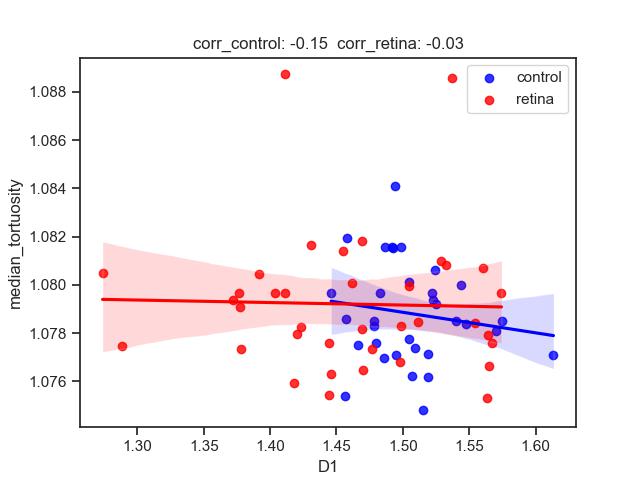 corr_control: -0.15  corr_retina: -0.03
control
retina
median_tortuosity
1.088
1.086
1.084
1.082
1.080
1.078
1.076
1.30 1.35 1.40 1.45 1.50 1.55 1.60
D1